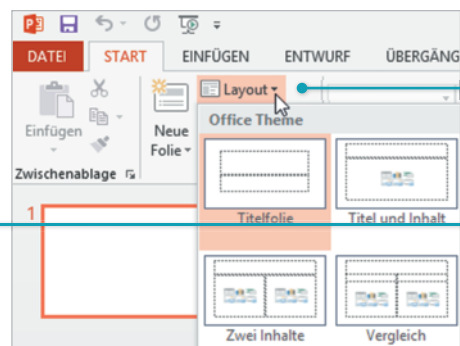 DATEI START EINFÜGEN ENTWURF ÜBERGÄNG
Layout
Einfügen
Neue
Folie
Zwischenablage
Office Theme
Titelfolie Titel und Inhalt
1
Zwei Inhalte Vergleich